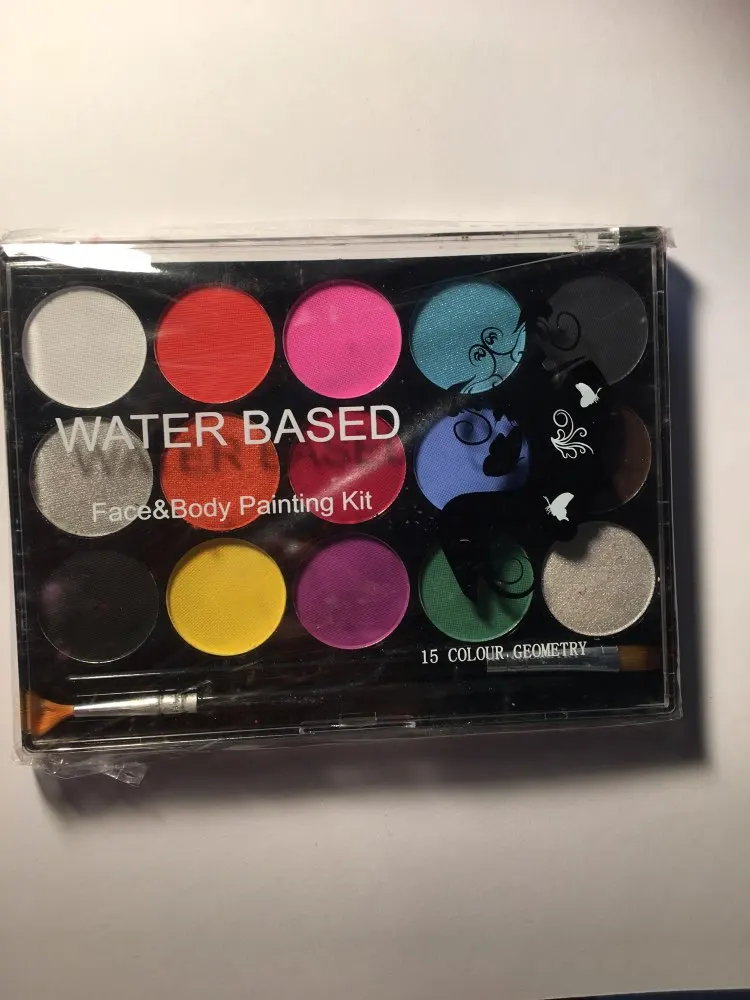 WATER BASED
Face&Body Painting Kit
15 COLOUR GEOMETRY